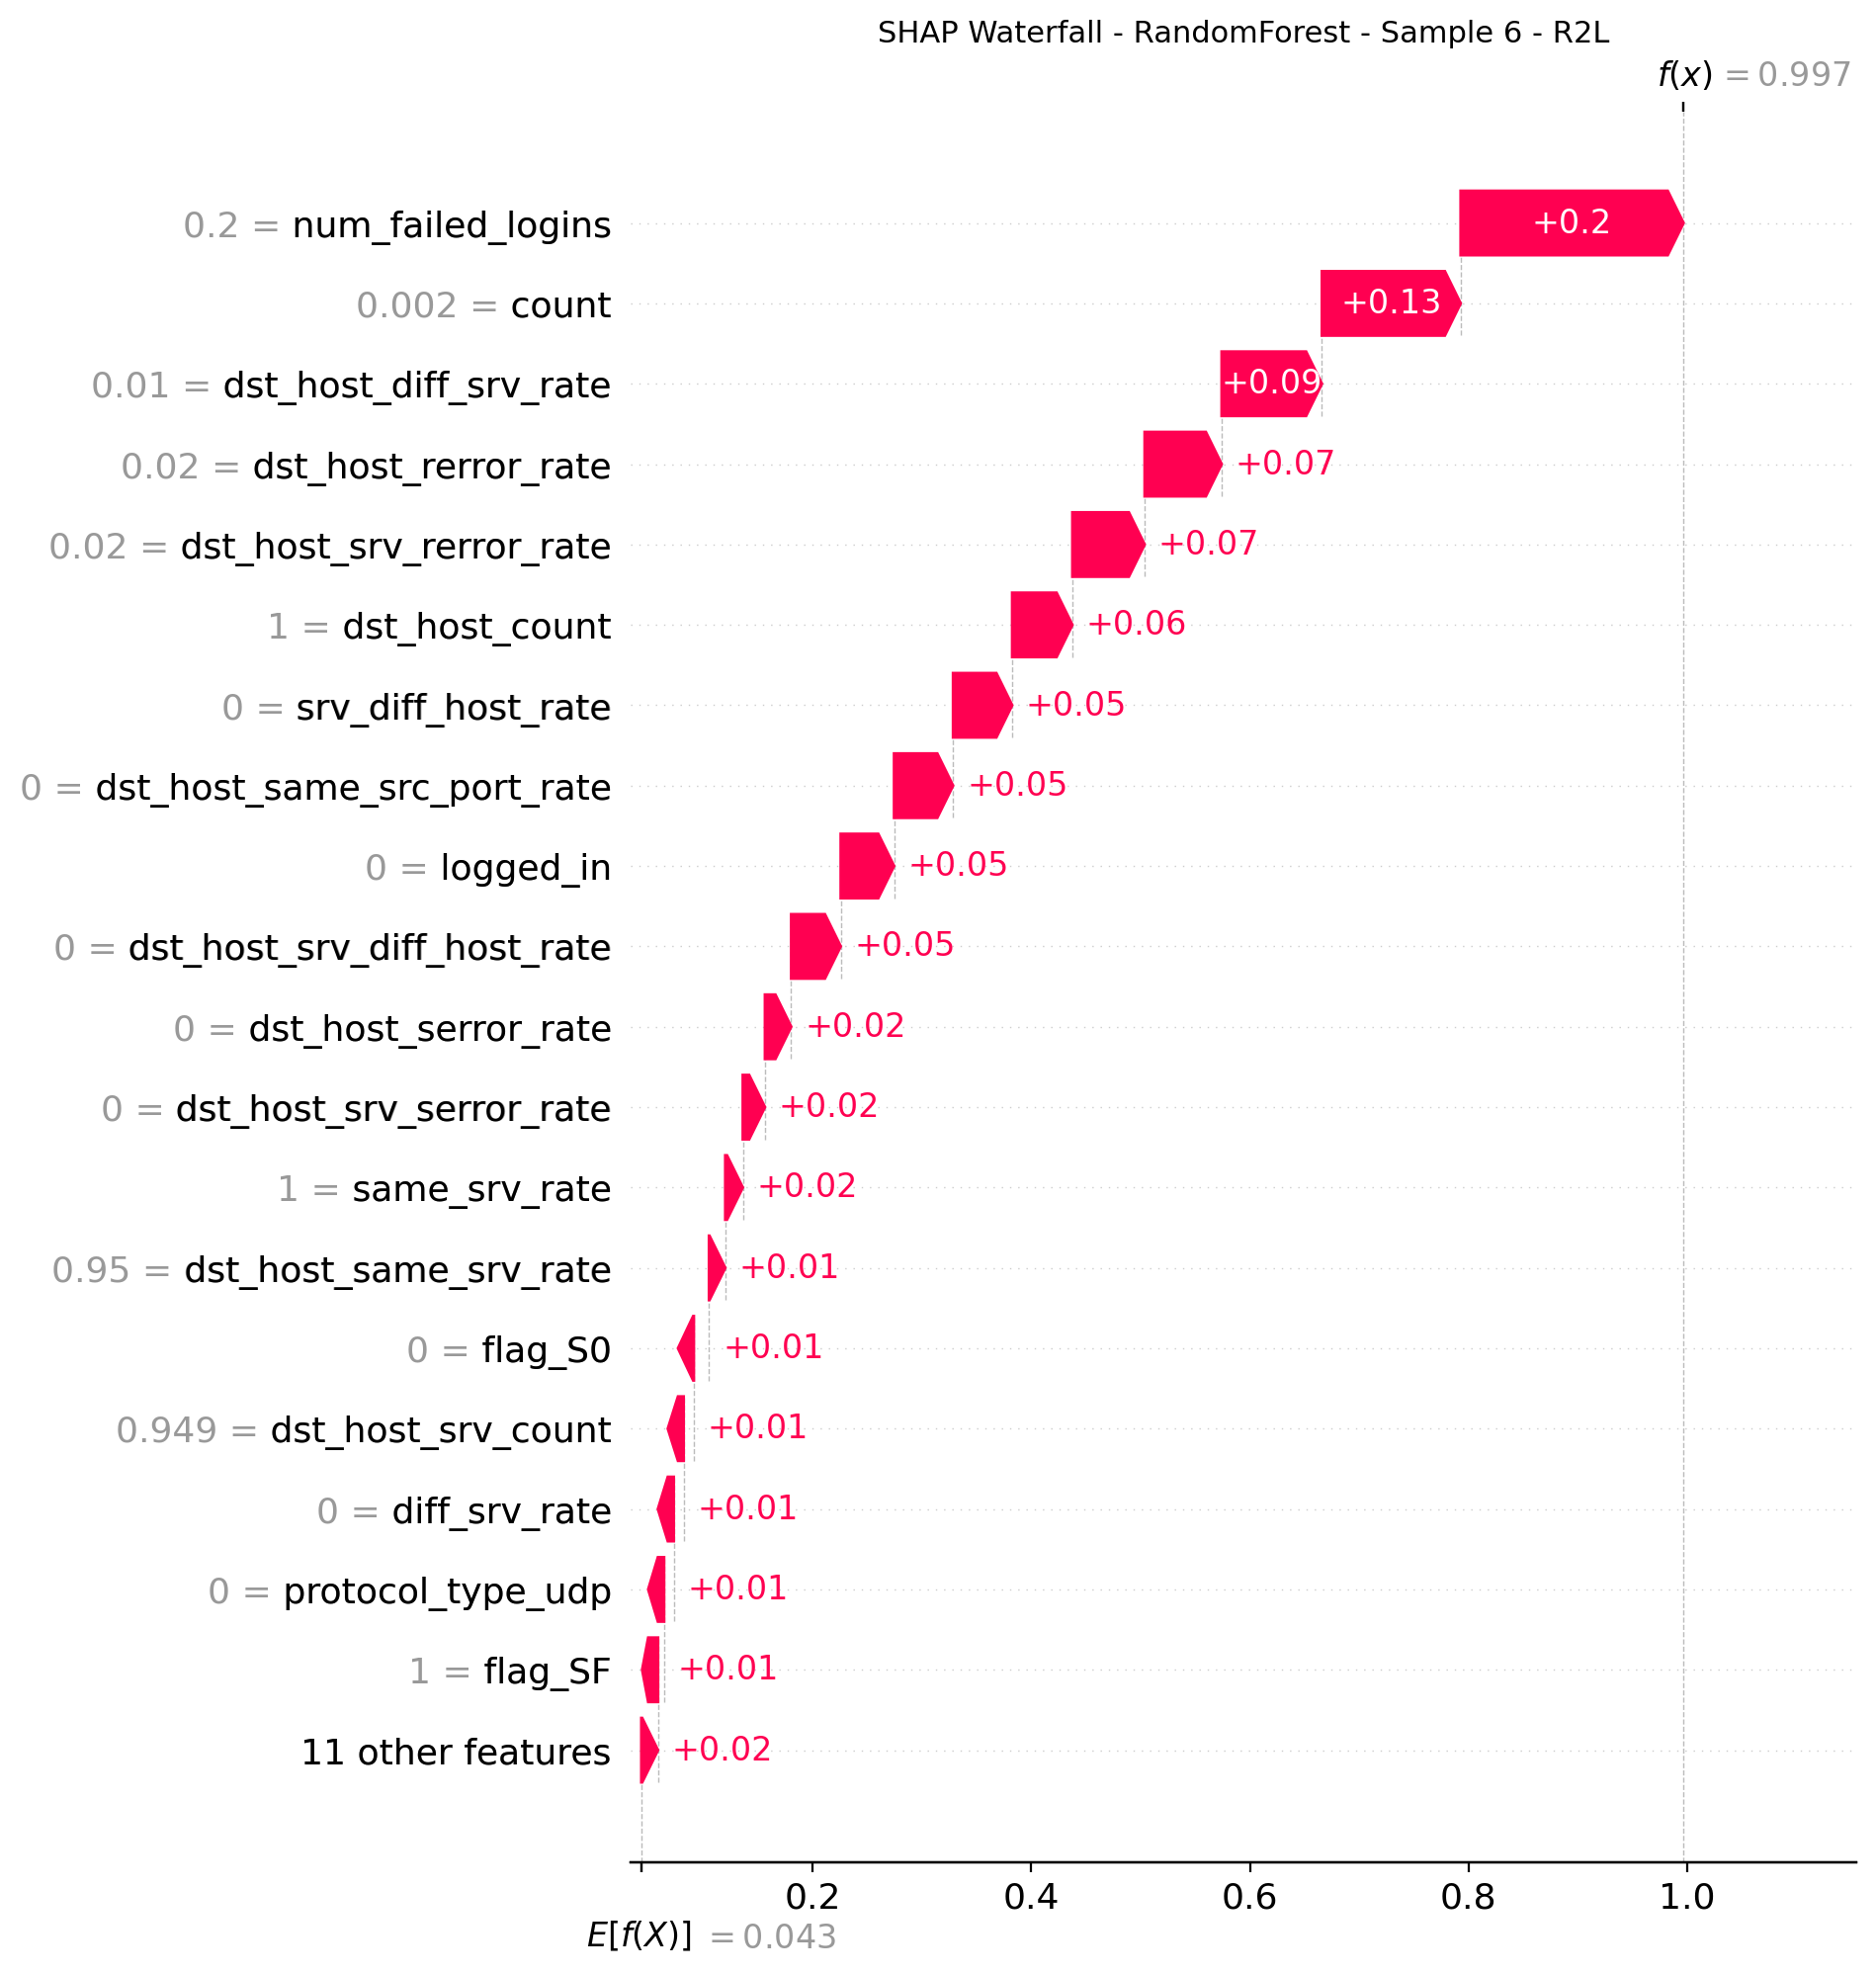 SHAP Waterfall - RandomForest - Sample 6 - R2L
f(x) = 0.997
0.2 = num_failed_logins +0.2
0.002 = count +0.13
0.01 = dst_host_diff_srv_rate +0.09
0.02 = dst_host_rerror_rate +0.07
0.02 = dst_host_srv_rerror_rate +0.07
1 = dst_host_count +0.06
0 = srv_diff_host_rate +0.05
0 = dst_host_same_src_port_rate +0.05
0 = logged_in +0.05
0 = dst_host_srv_diff_host_rate +0.05
0 = dst_host_serror_rate +0.02
0 = dst_host_srv_serror_rate +0.02
1 = same_srv_rate +0.02
0.95 = dst_host_same_srv_rate +0.01
0 = flag_S0 +0.01
0.949 = dst_host_srv_count +0.01
0 = diff_srv_rate +0.01
0 = protocol_type_udp +0.01
1 = flag_SF +0.01
11 other features +0.02
0.2 0.4 0.6 0.8 1.0
E[f(X)] = 0.043